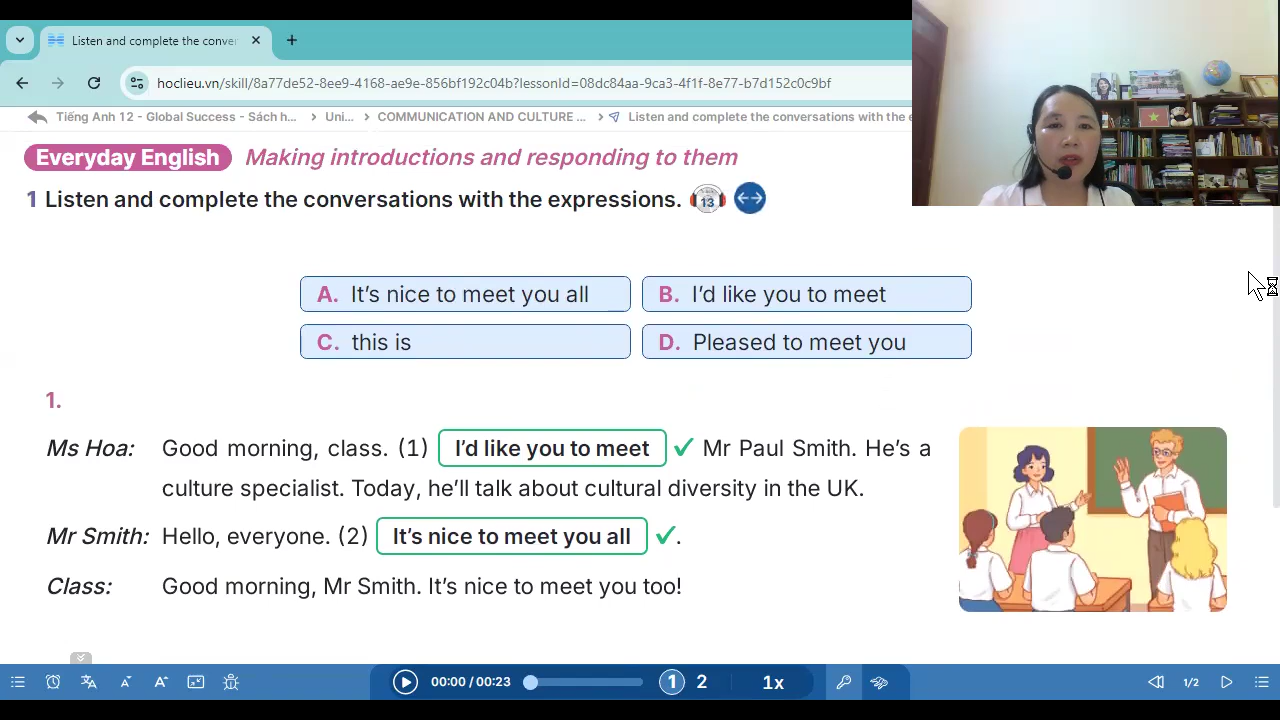 Listen and complete the conver
hoclieu.vn/skill/8a77de52-8ee9-4168-ae9e-856bf192c04b?lessonId=08dc84aa-9ca3-4f1f-8e77-b7d152c0c9bf
Tiếng Anh 12 - Global Success - Sách h... > Uni... > COMMUNICATION AND CULTURE ... > Listen and complete the conversations with the e
Everyday English Making introductions and responding to them
1 Listen and complete the conversations with the expressions. 13
A. It's nice to meet you all B. I'd like you to meet
C. this is D. Pleased to meet you
1.
Ms Hoa: Good morning, class. (1) I'd like you to meet ✓ Mr Paul Smith. He's a
culture specialist. Today, he'll talk about cultural diversity in the UK.
Mr Smith: Hello, everyone. (2) It's nice to meet you all ✓.
Class: Good morning, Mr Smith. It's nice to meet you too!
00:00 / 00:23 1 2 1x 1/2